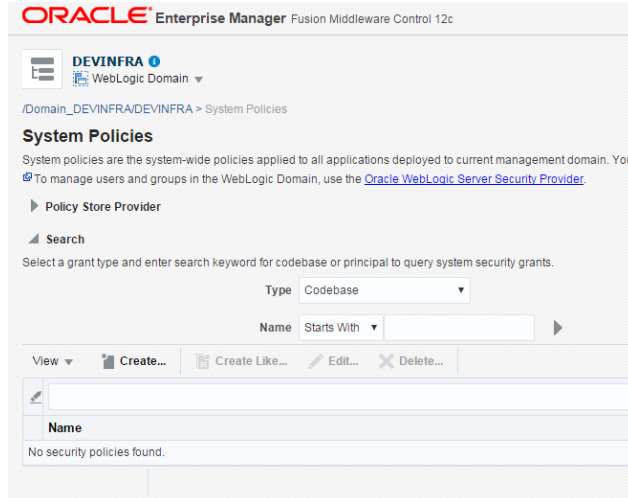 ORACLE Enterprise Manager Fusion Middleware Control 12c
DEVINFRA
WebLogic Domain
/Domain_DEVINFRA/DEVINFRA > System Policies
System Policies
System policies are the system-wide policies applied to all applications deployed to current management domain. You
To manage users and groups in the WebLogic Domain, use the Oracle WebLogic Server Security Provider.
Policy Store Provider
Search
Select a grant type and enter search keyword for codebase or principal to query system security grants.
Type Codebase
Name Starts With
View Create... Create Like... Edit... Delete...
Name
No security policies found.